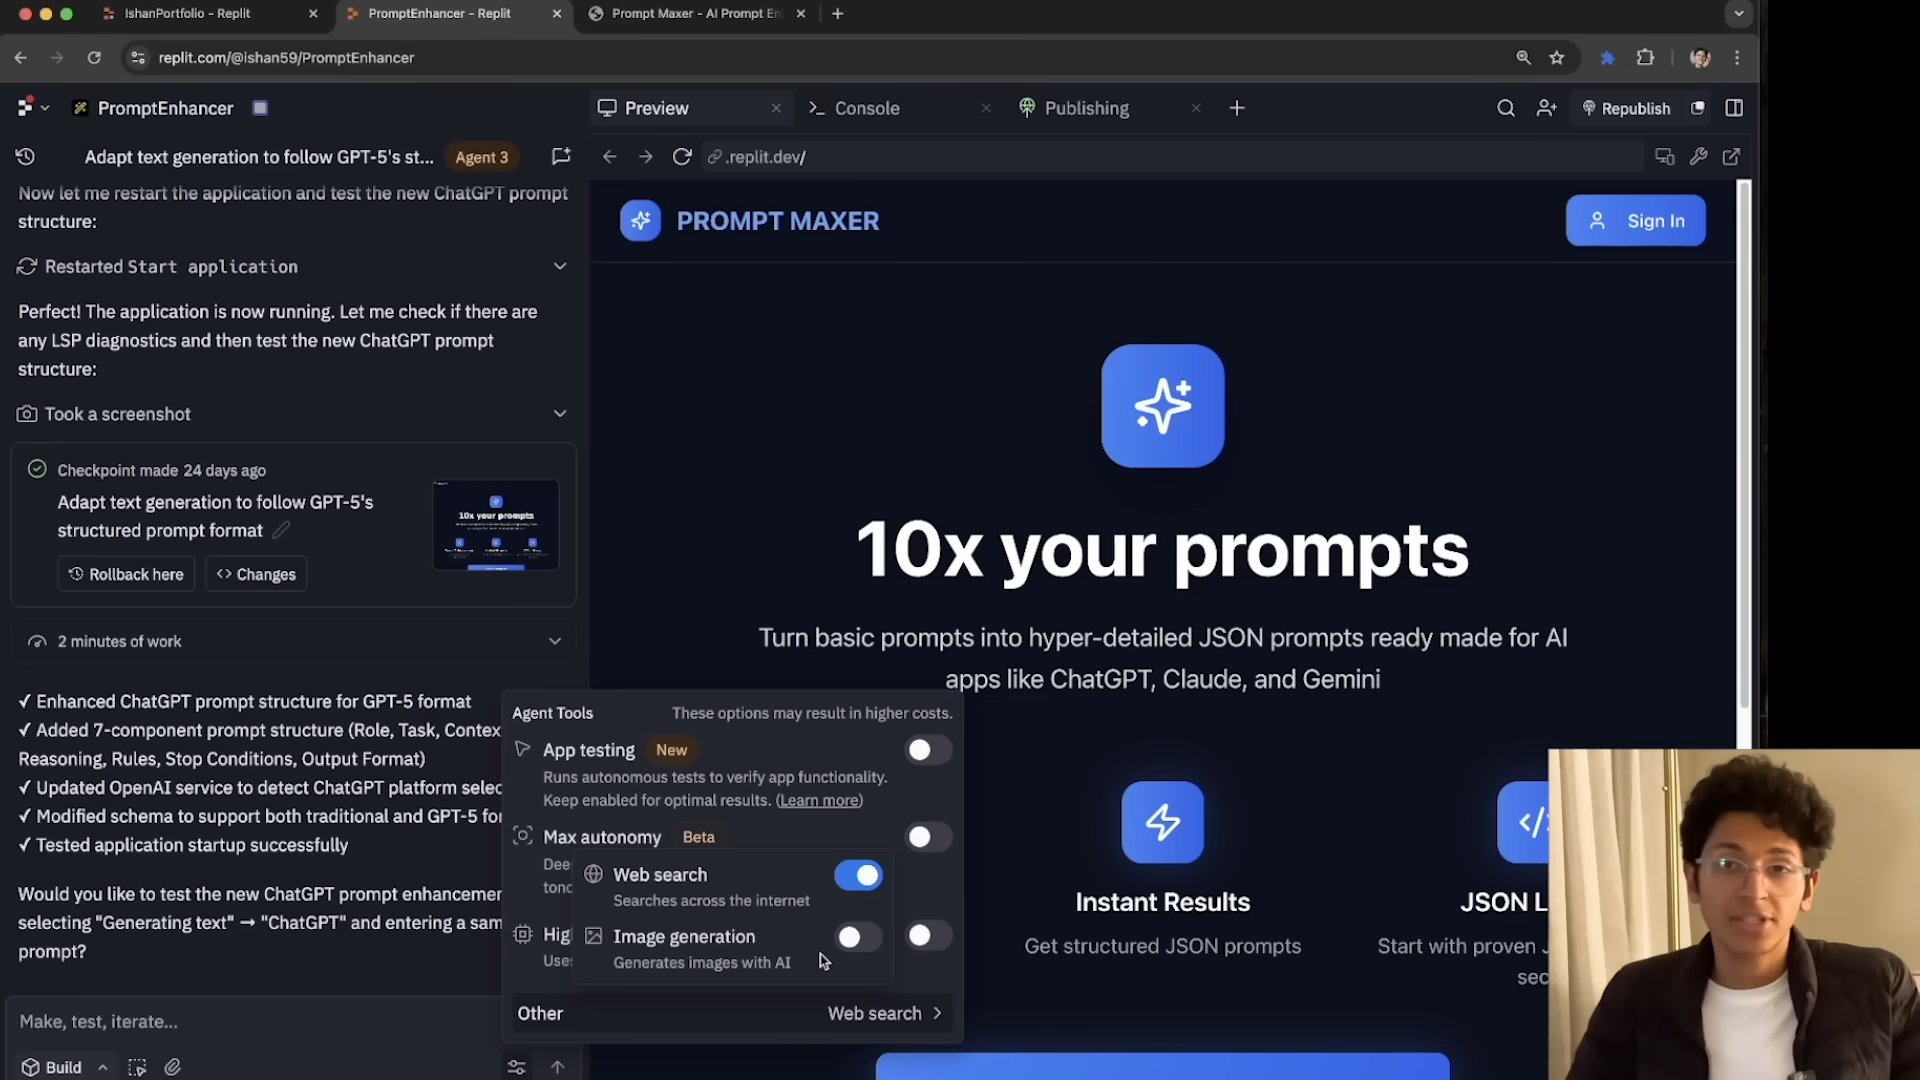 IshanPortfolio - Replit
PromptEnhancer - Replit
Prompt Maxer - AI Prompt En
replit.com/@ishan59/PromptEnhancer
PromptEnhancer
Preview
Console
Publishing
Republish
Adapt text generation to follow GPT-5's st...
Agent 3
.replit.dev/
Now let me restart the application and test the new ChatGPT prompt
structure:
Restarted Start application
Perfect! The application is now running. Let me check if there are
any LSP diagnostics and then test the new ChatGPT prompt
structure:
Took a screenshot
Checkpoint made 24 days ago
Adapt text generation to follow GPT-5's
structured prompt format
10x your prompts
Rollback here
Changes
2 minutes of work
✓ Enhanced ChatGPT prompt structure for GPT-5 format
✓ Added 7-component prompt structure (Role, Task, Contex
Reasoning, Rules, Stop Conditions, Output Format)
✓ Updated OpenAI service to detect ChatGPT platform selec
✓ Modified schema to support both traditional and GPT-5 for
✓ Tested application startup successfully
Would you like to test the new ChatGPT prompt enhancemen
selecting "Generating text" → "ChatGPT" and entering a sam
prompt?
Make, test, iterate...
Build
Agent Tools
These options may result in higher costs.
App testing New
Runs autonomous tests to verify app functionality.
Keep enabled for optimal results. (Learn more)
Max autonomy Beta
Dee
tonc
Web search
Searches across the internet
Hig
Uses
Image generation
Generates images with AI
Other
Web search
PROMPT MAXER
Sign In
10x your prompts
Turn basic prompts into hyper-detailed JSON prompts ready made for AI
apps like ChatGPT, Claude, and Gemini
Instant Results
Get structured JSON prompts
JSON L
Start with proven J
sec